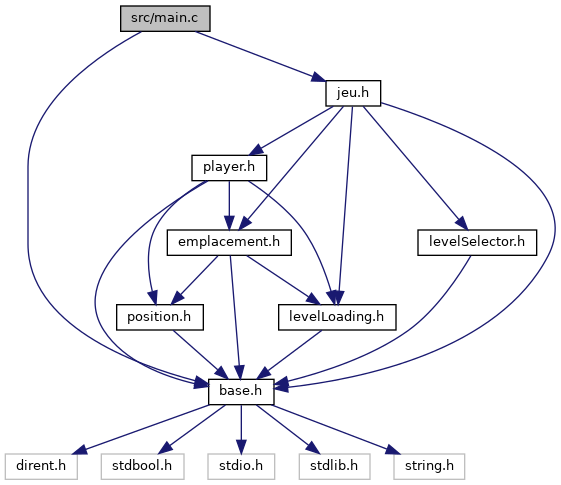 src/main.c
jeu.h
player.h
emplacement.h
levelSelector.h
position.h
levelLoading.h
base.h
dirent.h
stdbool.h
stdio.h
stdlib.h
string.h